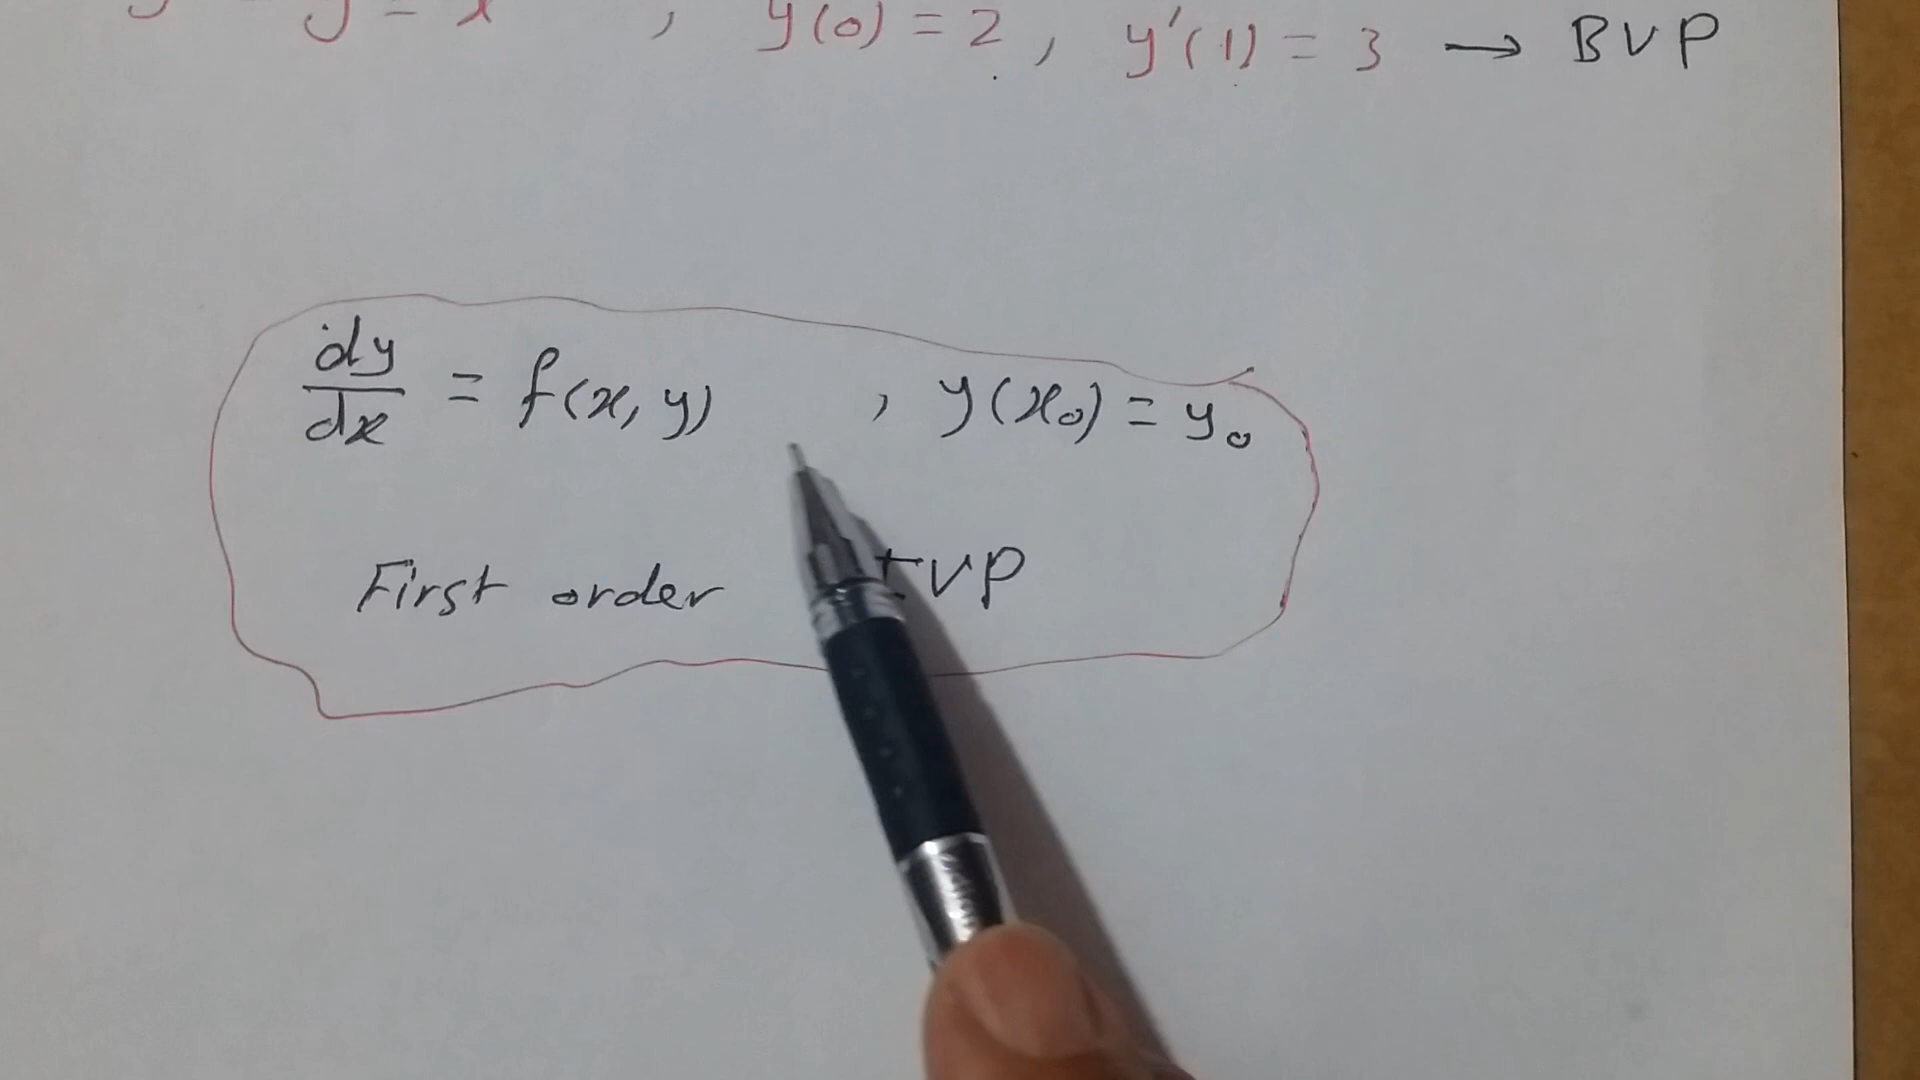 y - y = x , y(0) = 2, y'(1) = 3 → BVP
dy/dx = f(x, y) , y(x₀) = y₀
First order IVP